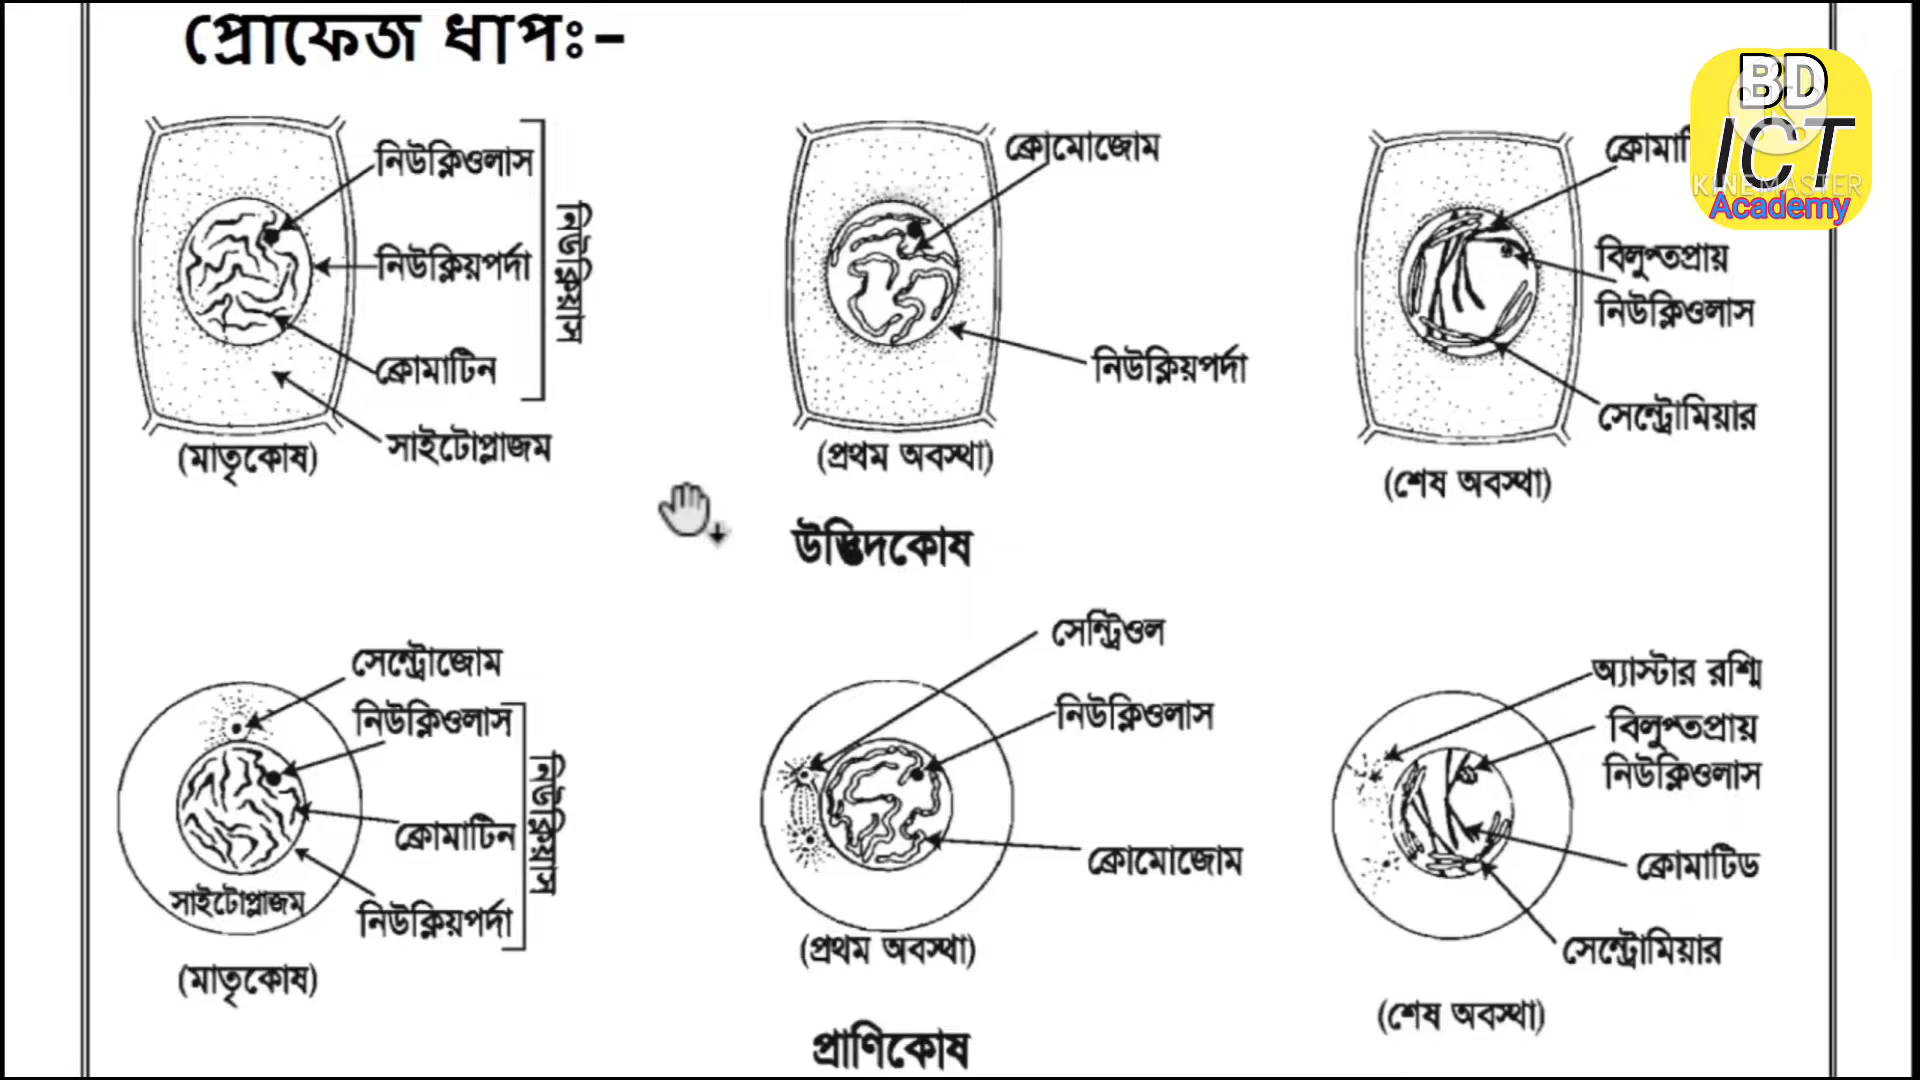 প্রোফেজ ধাপঃ-
নিউক্লিওলাস
নিউক্লিয়পর্দা
ক্রোমাটিন
সাইটোপ্লাজম
নিউক্লিয়াস
(মাতৃকোষ)
ক্রোমোজোম
নিউক্লিয়পর্দা
(প্রথম অবস্থা)
বিলুপ্তপ্রায়
নিউক্লিওলাস
সেন্ট্রোমিয়ার
(শেষ অবস্থা)
BD
ICT
KINEMASTER
Academy
উদ্ভিদকোষ
সেন্ট্রোজোম
নিউক্লিওলাস
ক্রোমাটিন
নিউক্লিয়পর্দা
সাইটোপ্লাজম
নিউক্লিয়াস
(মাতৃকোষ)
সেন্ট্রিওল
নিউক্লিওলাস
ক্রোমোজোম
(প্রথম অবস্থা)
অ্যাস্টার রশ্মি
বিলুপ্তপ্রায়
নিউক্লিওলাস
ক্রোমাটিড
সেন্ট্রোমিয়ার
(শেষ অবস্থা)
প্রাণিকোষ